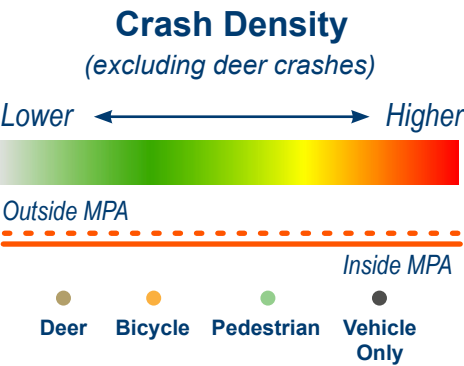 Crash Density
(excluding deer crashes)
Lower Higher
Outside MPA
Inside MPA
Deer Bicycle Pedestrian Vehicle
Only